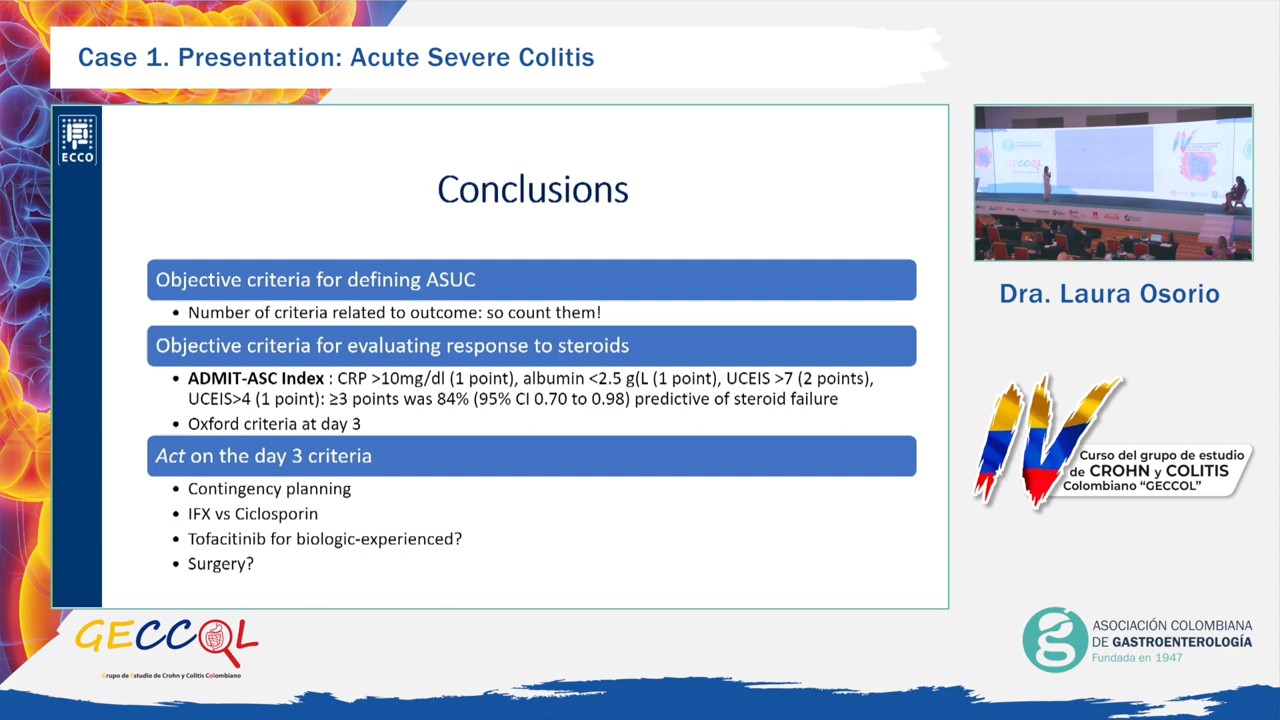 Case 1. Presentation: Acute Severe Colitis
ECCO
Conclusions
Objective criteria for defining ASUC
• Number of criteria related to outcome: so count them!
Objective criteria for evaluating response to steroids
• ADMIT-ASC Index : CRP >10mg/dl (1 point), albumin <2.5 g(L (1 point), UCEIS >7 (2 points),
UCEIS>4 (1 point): ≥3 points was 84% (95% CI 0.70 to 0.98) predictive of steroid failure
• Oxford criteria at day 3
Act on the day 3 criteria
• Contingency planning
• IFX vs Ciclosporin
• Tofacitinib for biologic-experienced?
• Surgery?
GECCOL
IV
Dra. Laura Osorio
IV
Curso del grupo de estudio
de CROHN y COLITIS
Colombiano “GECCOL”
GECCOL
Grupo de Estudio de Crohn y Colitis Colombiano
ASOCIACIÓN COLOMBIANA
DE GASTROENTEROLOGÍA
Fundada en 1947